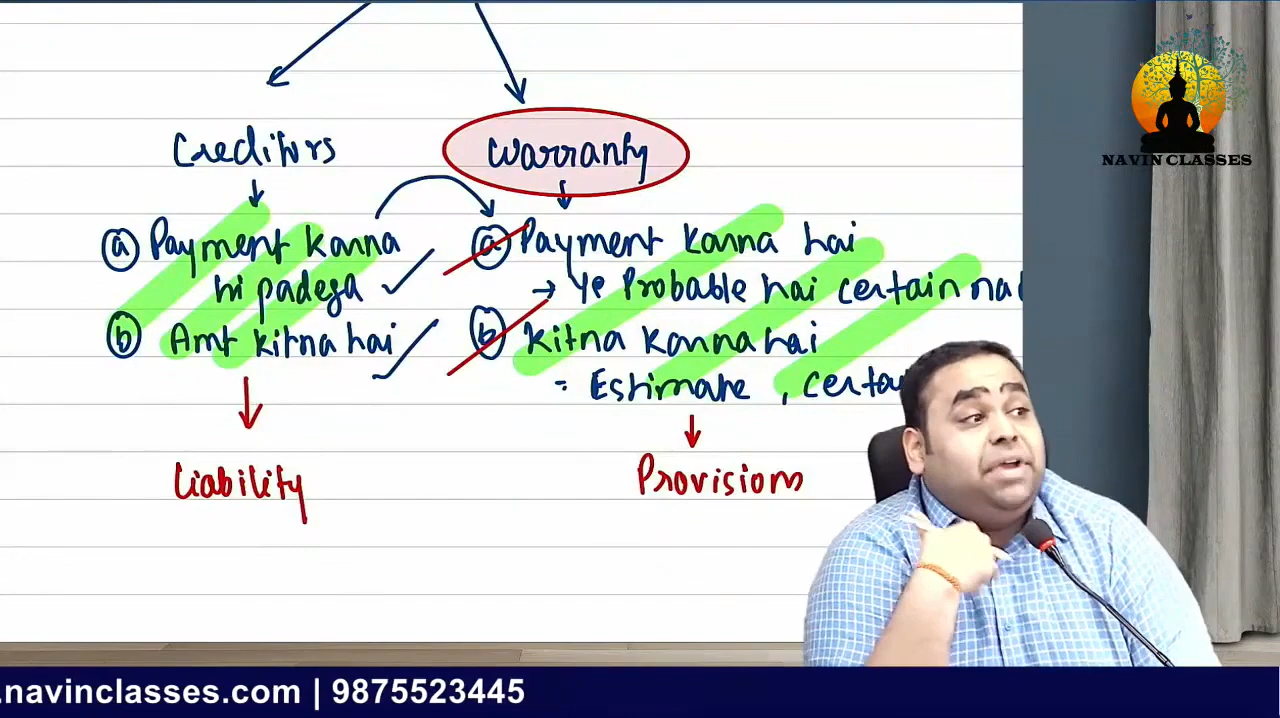 NAVIN CLASSES
Creditors
Warranty
(a) Payment karna
hi padega
(b) Amt kitna hai
Liability
(a) Payment karna hai
→ Ye Probable hai certain
(b) Kitna karna hai
= Estimate,
Provision
.navinclasses.com | 9875523445